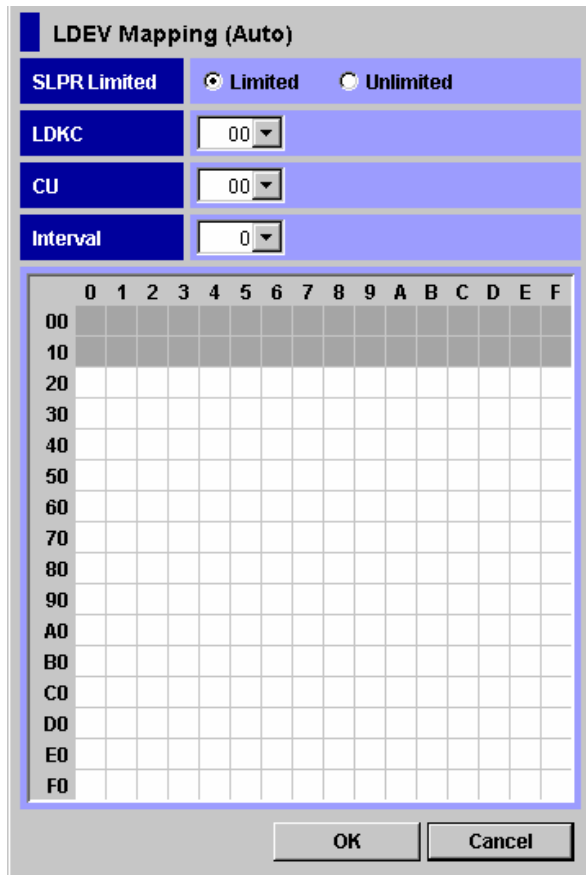 LDEV Mapping (Auto)
SLPR Limited Limited Unlimited
LDKC 00
CU 00
Interval 0
0 1 2 3 4 5 6 7 8 9 A B C D E F
00
10
20
30
40
50
60
70
80
90
A0
B0
C0
D0
E0
F0
OK Cancel